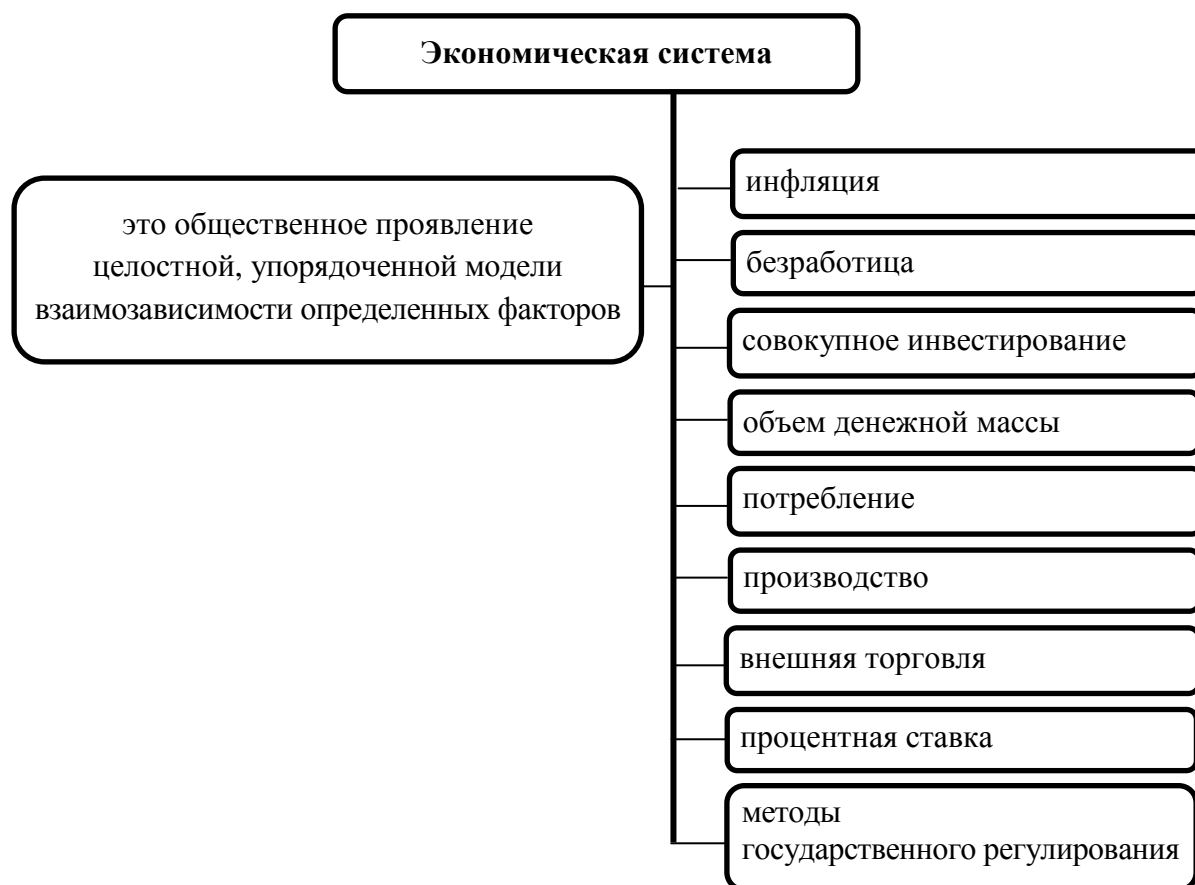 Экономическая система
это общественное проявление
целостной, упорядоченной модели
взаимозависимости определенных факторов
инфляция
безработица
совокупное инвестирование
объем денежной массы
потребление
производство
внешняя торговля
процентная ставка
методы
государственного регулирования